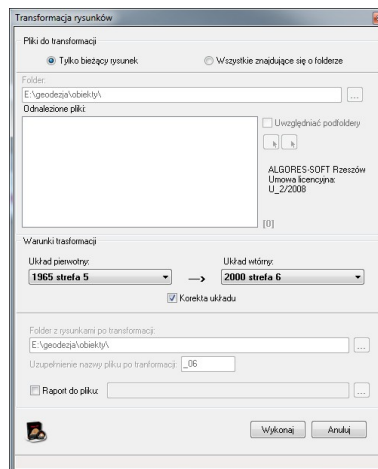 Transformacja rysunków
Pliki do transformacji
Tylko bieżący rysunek
Wszystkie znajdujące się o folderze
Folder:
E:\geodezja\obiekty\
...
Odnalezione pliki:
Uwzględniać podfoldery
ALGORES-SOFT Rzeszów
Umowa licencyjna:
U_2/2008
[0]
Warunki trasformacji
Układ pierwotny:
Układ wtórny:
1965 strefa 5
-->
2000 strefa 6
Korekta układu
Folder z rysunkami po transformacji:
E:\geodezja\obiekty\
...
Uzupełnienie nazwy pliku po tranformacji:
_06
Raport do pliku:
...
Wykonaj
Anuluj